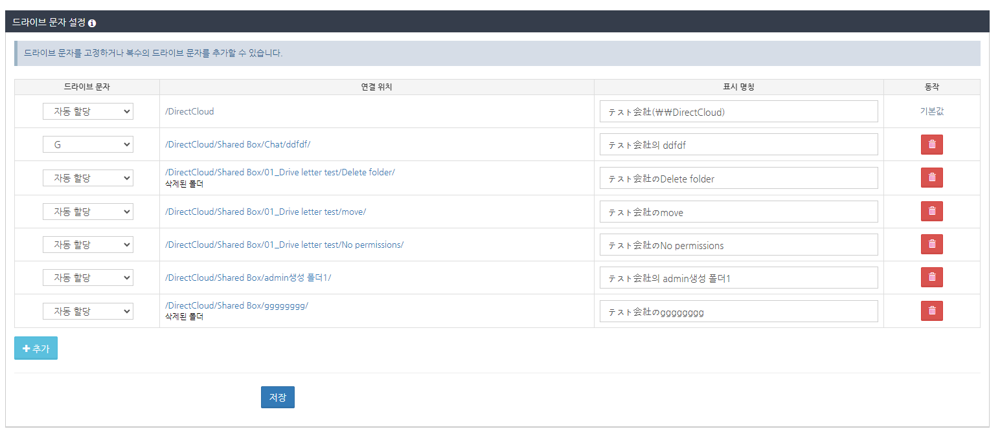 드라이브 문자 설정
드라이브 문자를 고정하거나 복수의 드라이브 문자를 추가할 수 있습니다.
드라이브 문자 연결 위치 표시 명칭 동작
자동 할당 /DirectCloud テスト会社(₩₩DirectCloud) 기본값
G /DirectCloud/Shared Box/Chat/ddfdf/ テスト会社의 ddfdf
자동 할당 /DirectCloud/Shared Box/01_Drive letter test/Delete folder/ テスト会社のDelete folder
삭제된 폴더
자동 할당 /DirectCloud/Shared Box/01_Drive letter test/move/ テスト会社のmove
자동 할당 /DirectCloud/Shared Box/01_Drive letter test/No permissions/ テスト会社のNo permissions
자동 할당 /DirectCloud/Shared Box/admin생성 폴더1/ テスト会社의 admin생성 폴더1
자동 할당 /DirectCloud/Shared Box/gggggggg/ テスト会社のgggggggg
삭제된 폴더
추가
저장